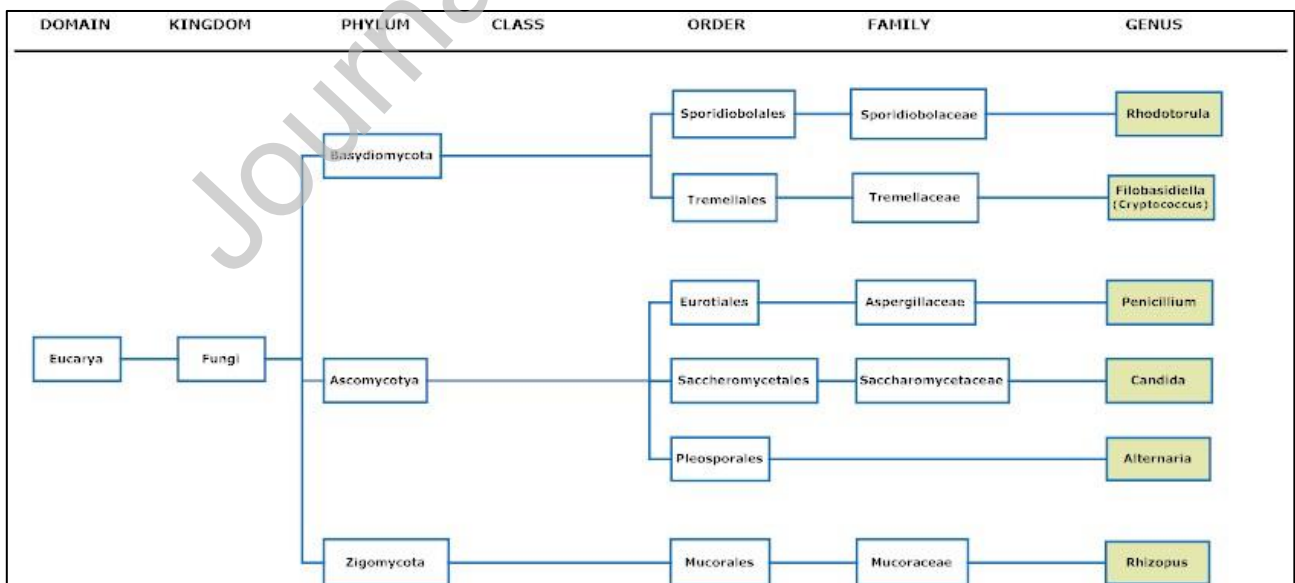 DOMAIN KINGDOM PHYLUM CLASS ORDER FAMILY GENUS
Sporidiobolales Sporidiobolaceae Rhodotorula
Basydiomycota
Tremellales Tremellaceae Filobasidiella
(Cryptococcus)
Eurotiales Aspergillaceae Penicillium
Eucarya Fungi Ascomycotya Saccheromycetales Saccharomycetaceae Candida
Pleosporales Alternaria
Zigomycota Mucorales Mucoraceae Rhizopus
Journa